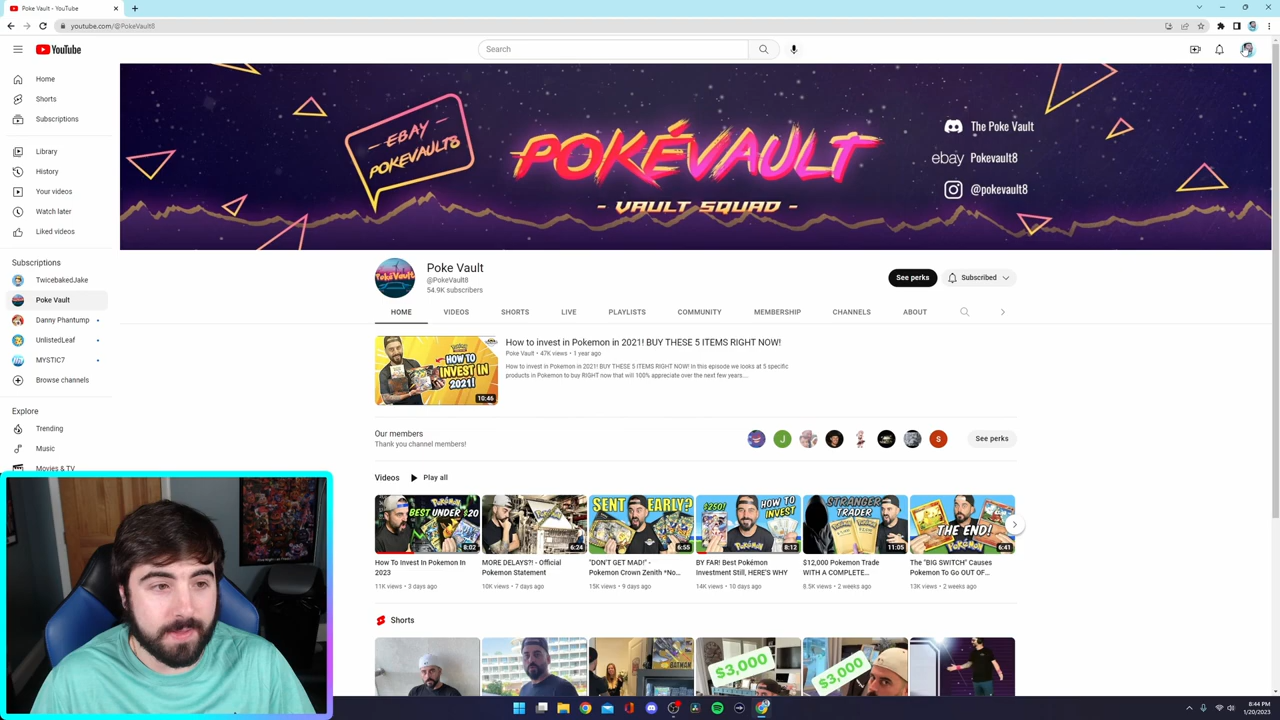 Poke Vault - YouTube
youtube.com/@PokeVault8
YouTube
Search
Home
Shorts
Subscriptions
Library
History
Your videos
Watch later
Liked videos
Subscriptions
TwicebakedJake
Poke Vault
Danny Phantump
UnlistedLeaf
MYSTIC7
Browse channels
Explore
Trending
Music
Movies & TV
EBAY
POKEVAULT8
POKÉVAULT
- VAULT SQUAD -
The Poke Vault
ebay Pokevault8
@pokevault8
PokéVault
Poke Vault
@PokeVault8
54.9K subscribers
See perks
Subscribed
HOME VIDEOS SHORTS LIVE PLAYLISTS COMMUNITY MEMBERSHIP CHANNELS ABOUT
HOW TO
INVEST IN
2021!
10:46
How to invest in Pokemon in 2021! BUY THESE 5 ITEMS RIGHT NOW!
Poke Vault • 47K views • 1 year ago
How to invest in Pokemon in 2021! BUY THESE 5 ITEMS RIGHT NOW! In this episode we looks at 5 specific
products in Pokemon to buy RIGHT now that will 100% appreciate over the next few years....
Our members
Thank you channel members!
J
S
See perks
Videos Play all
BEST UNDER $20
8:02
How To Invest In Pokemon In
2023
11K views • 3 days ago
6:24
MORE DELAYS?! - Official
Pokemon Statement
10K views • 7 days ago
SENT EARLY?
6:55
"DON'T GET MAD!" -
Pokémon Crown Zenith *No...
15K views • 9 days ago
$250!
HOW TO
INVEST
Pokémon
8:12
BY FAR! Best Pokémon
Investment Still, HERE'S WHY
14K views • 10 days ago
STRANGER
TRADER
11:05
$12,000 Pokemon Trade
WITH A COMPLETE...
8.5K views • 2 weeks ago
THE END!
Pokémon
6:41
The "BIG SWITCH" Causes
Pokemon To Go OUT OF...
13K views • 2 weeks ago
Shorts
$3,000
$3,000
8:44 PM
1/20/2023